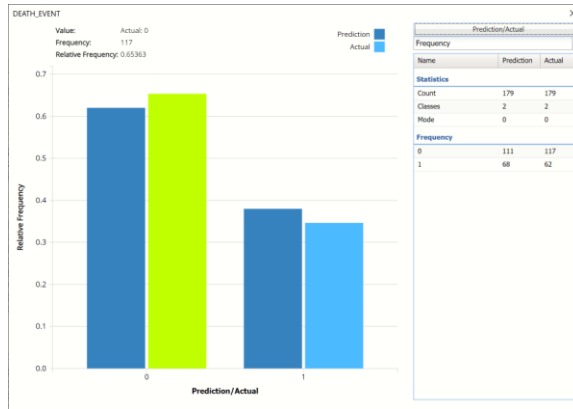 DEATH_EVENT
Value: Actual: 0
Frequency: 117
Relative Frequency: 0.65363
Prediction
Actual
0.7
0.6
0.5
0.4
0.3
0.2
0.1
0.0
Relative Frequency
0 1
Prediction/Actual
Prediction/Actual
Frequency
Name Prediction Actual
Statistics
Count 179 179
Classes 2 2
Mode 0 0
Frequency
0 111 117
1 68 62